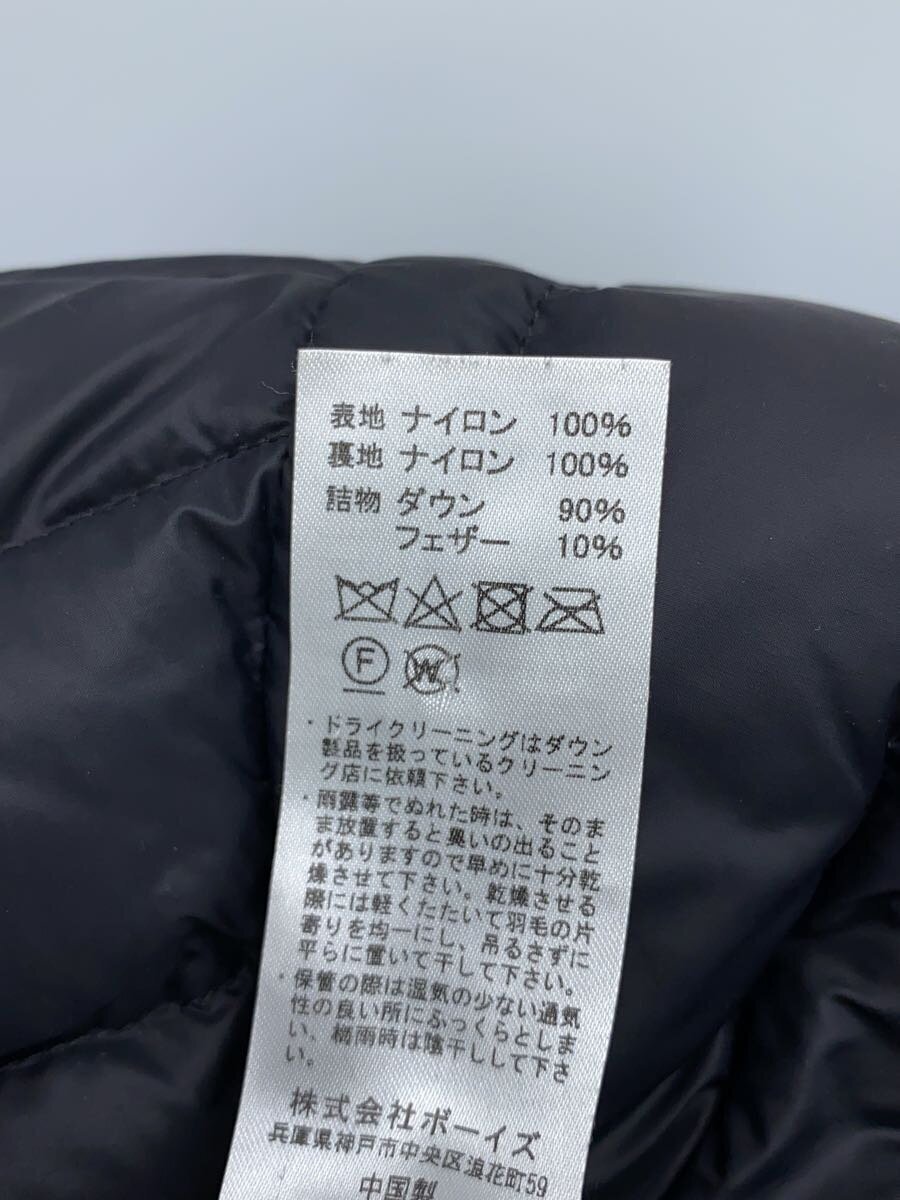 表地 ナイロン 100%
裏地 ナイロン 100%
詰物 ダウン 90%
フェザー 10%
F
W
・ドライクリーニングはダウン
製品を扱っているクリーニン
グ店に依頼下さい。
・雨露等でぬれた時は、そのま
ま放置すると臭いの出ること
がありますので早めに十分乾
燥させて下さい。乾燥させる
際には軽くたたいて羽毛の片
寄りを均一にし、吊るさずに
平らに置いて干して下さい。
・保管の際は湿気の少ない通気
性の良い所にふっくらとしま
い、梅雨時は陰干しして下さ
い。
株式会社ボーイズ
兵庫県神戸市中央区浪花町59
中国製